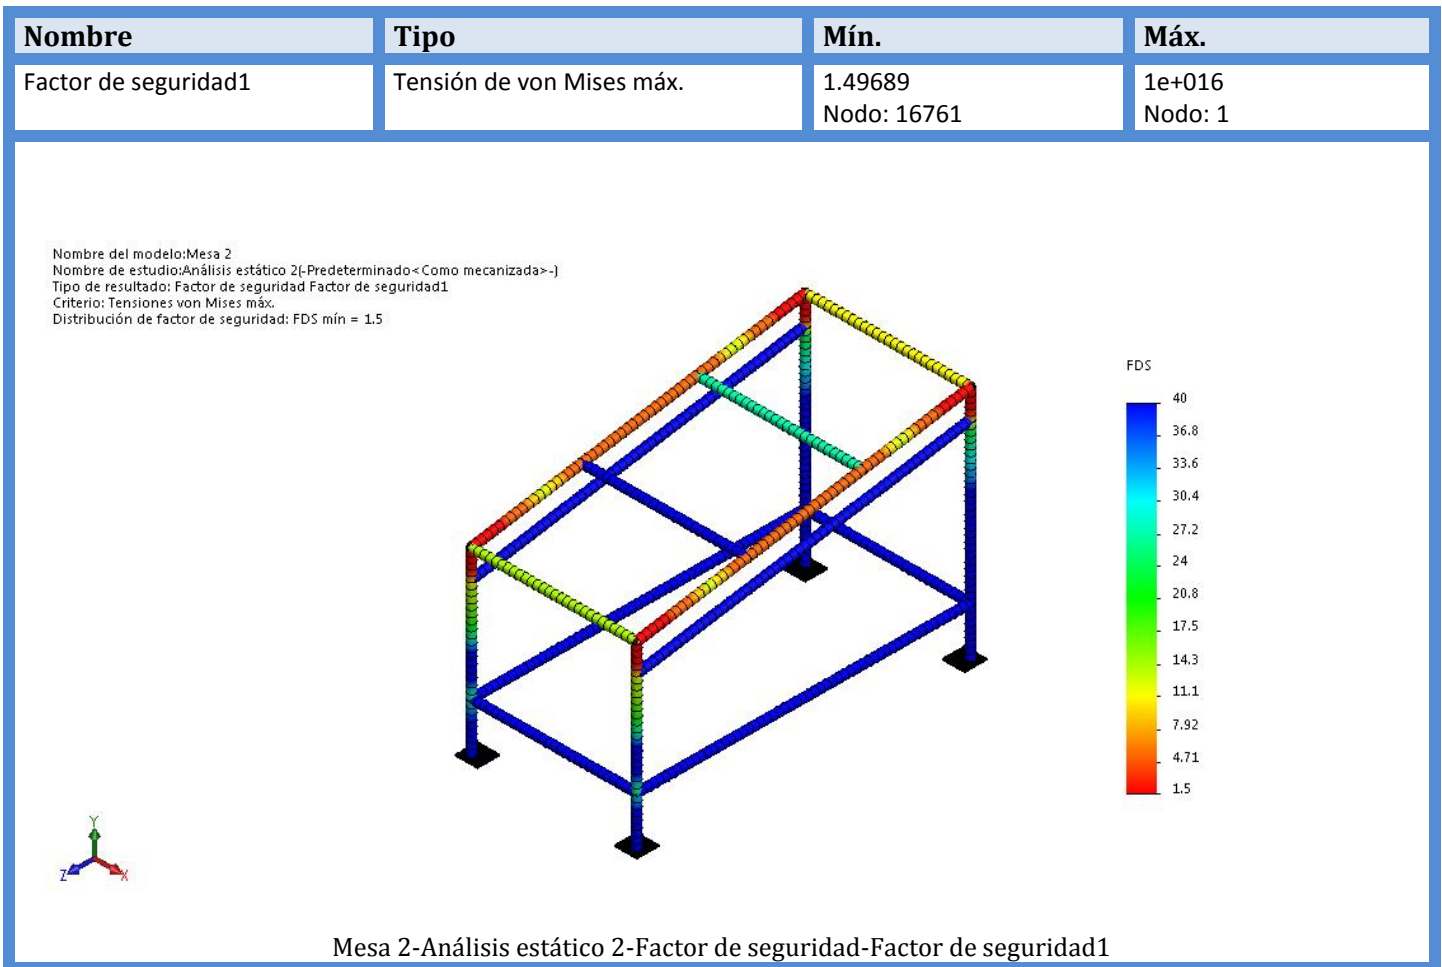 Nombre Tipo Mín. Máx.
Factor de seguridad1 Tensión de von Mises máx. 1.49689 1e+016
Nodo: 16761 Nodo: 1
Nombre del modelo:Mesa 2
Nombre de estudio:Análisis estático 2(-Predeterminado<Como mecanizada>-)
Tipo de resultado: Factor de seguridad Factor de seguridad1
Criterio: Tensiones von Mises máx.
Distribución de factor de seguridad: FDS mín = 1.5
FDS
40
36.8
33.6
30.4
27.2
24
20.8
17.5
14.3
11.1
7.92
4.71
1.5
Y
Z X
Mesa 2-Análisis estático 2-Factor de seguridad-Factor de seguridad1